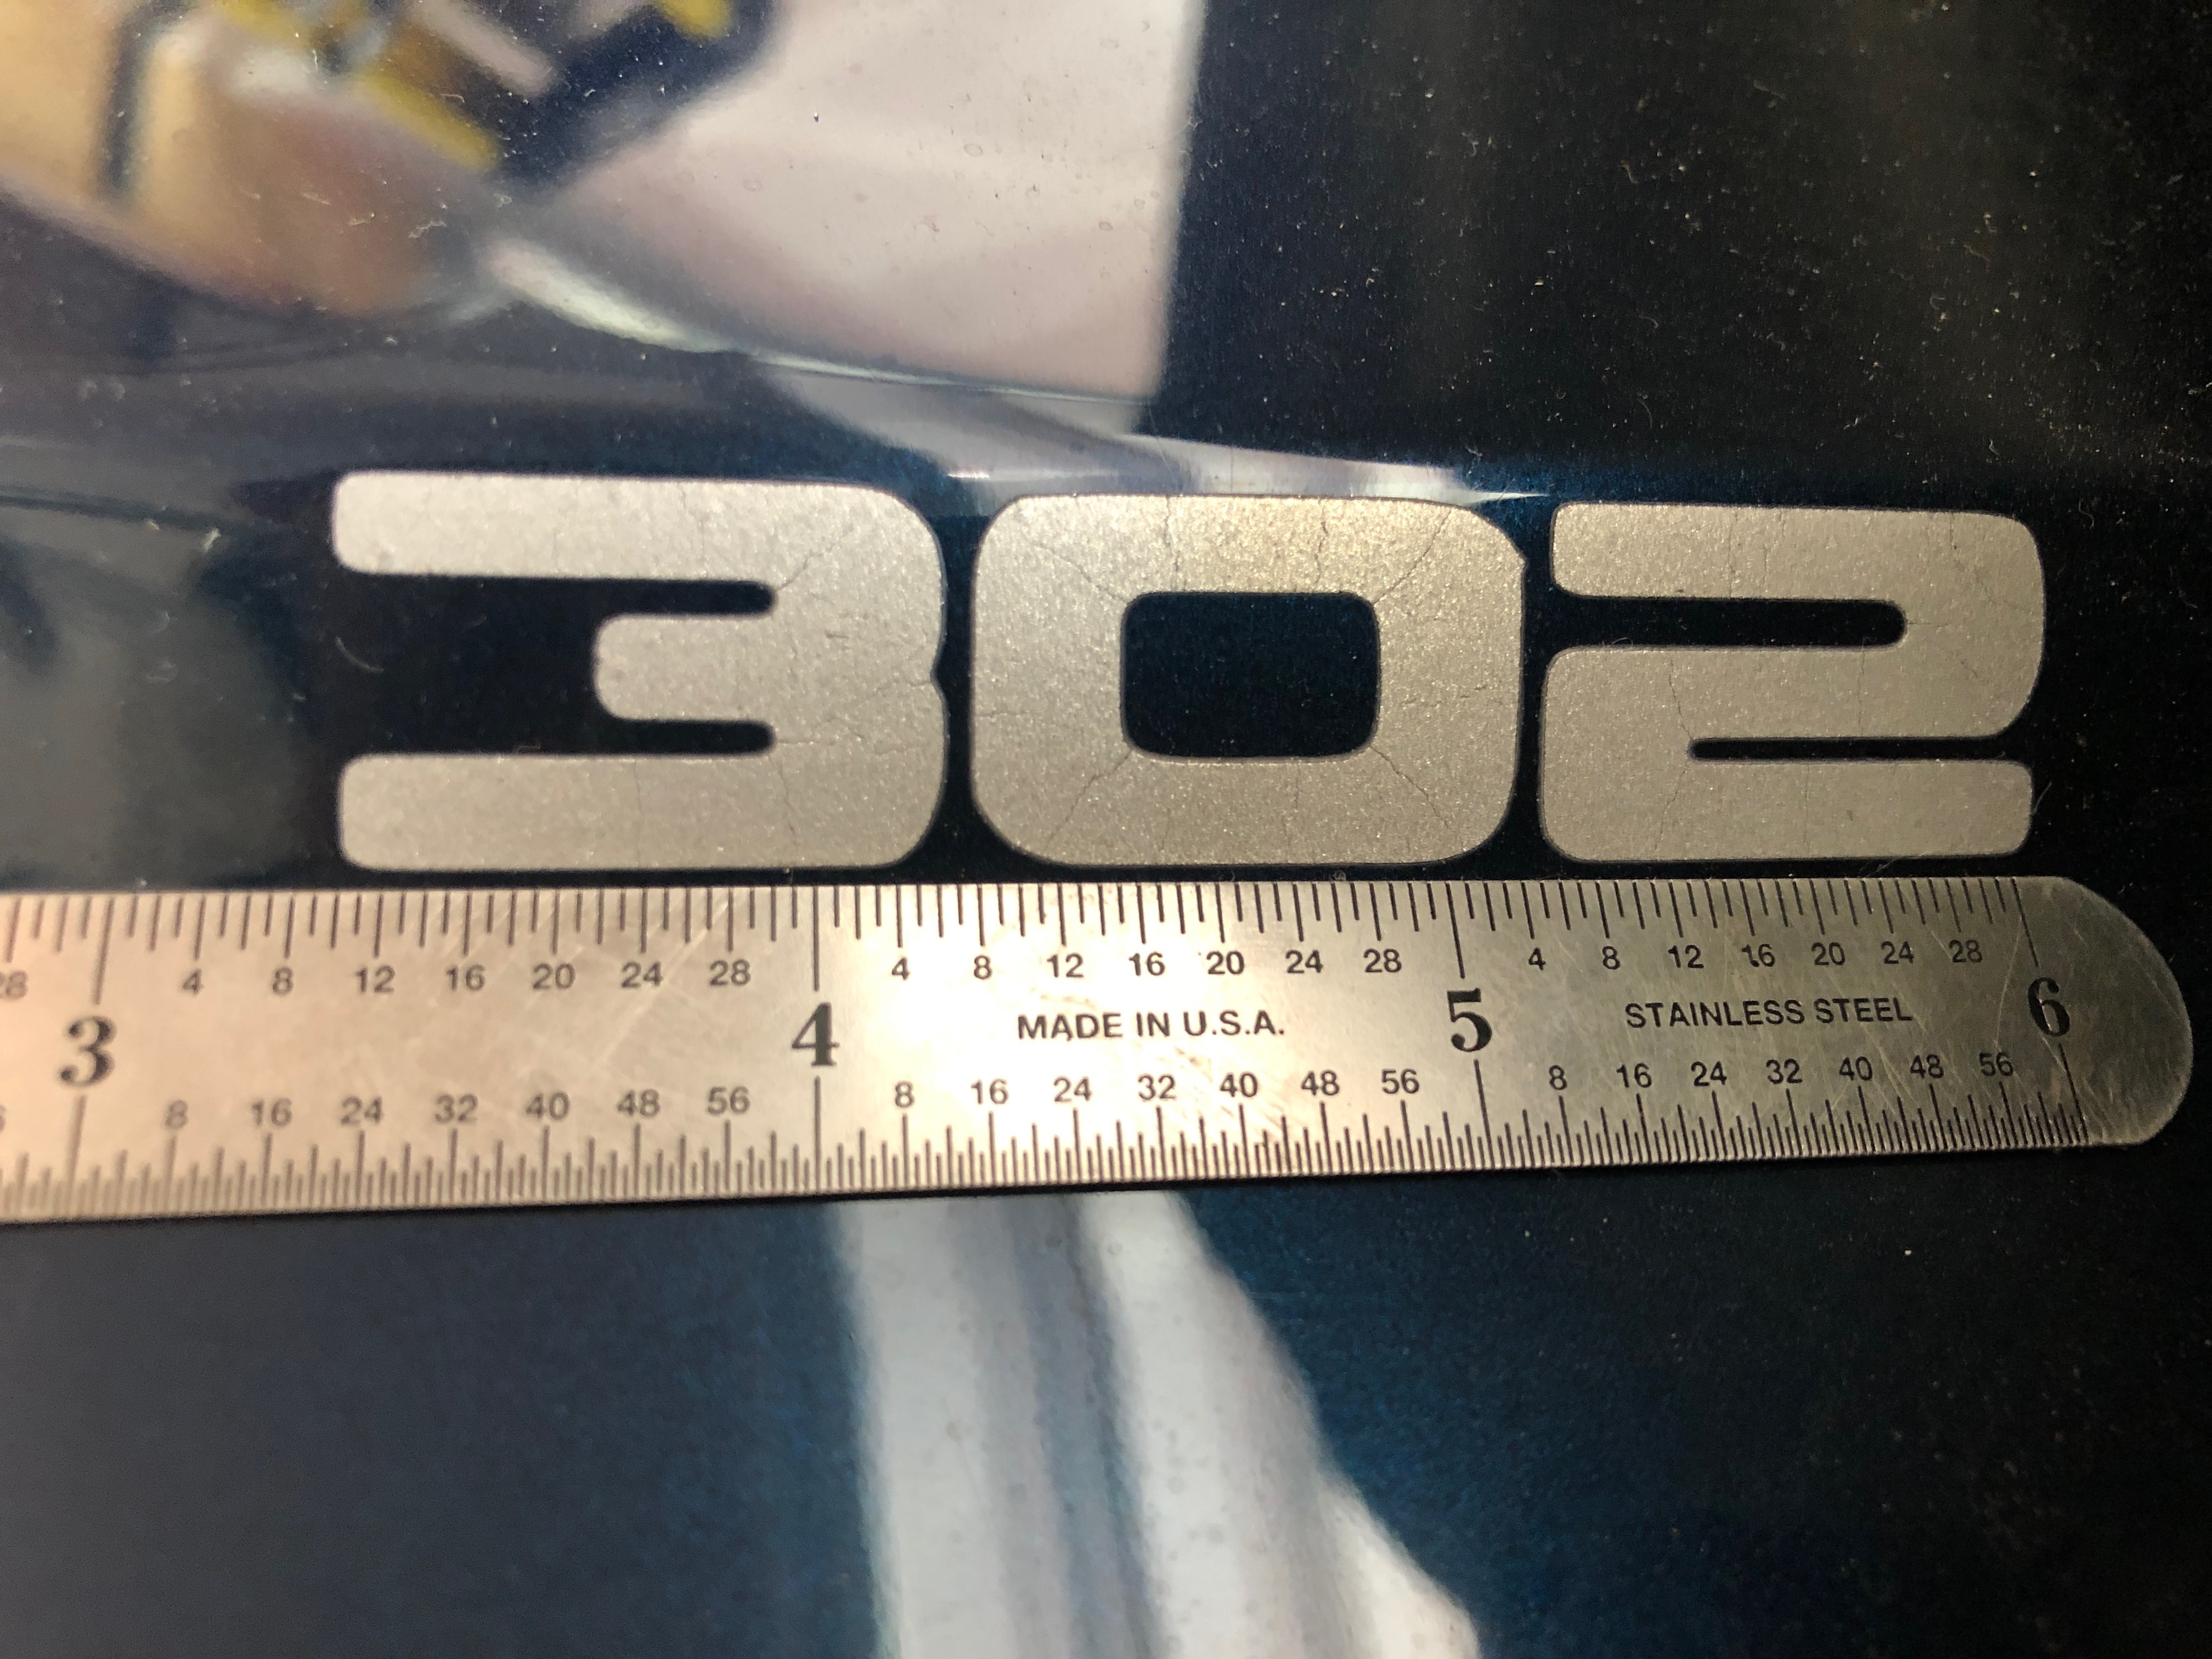 302
28 4 8 12 16 20 24 28 4 8 12 16 20 24 28 4 8 12 16 20 24 28
3 4 MADE IN U.S.A. 5 STAINLESS STEEL 6
8 16 24 32 40 48 56 8 16 24 32 40 48 56 8 16 24 32 40 48 56